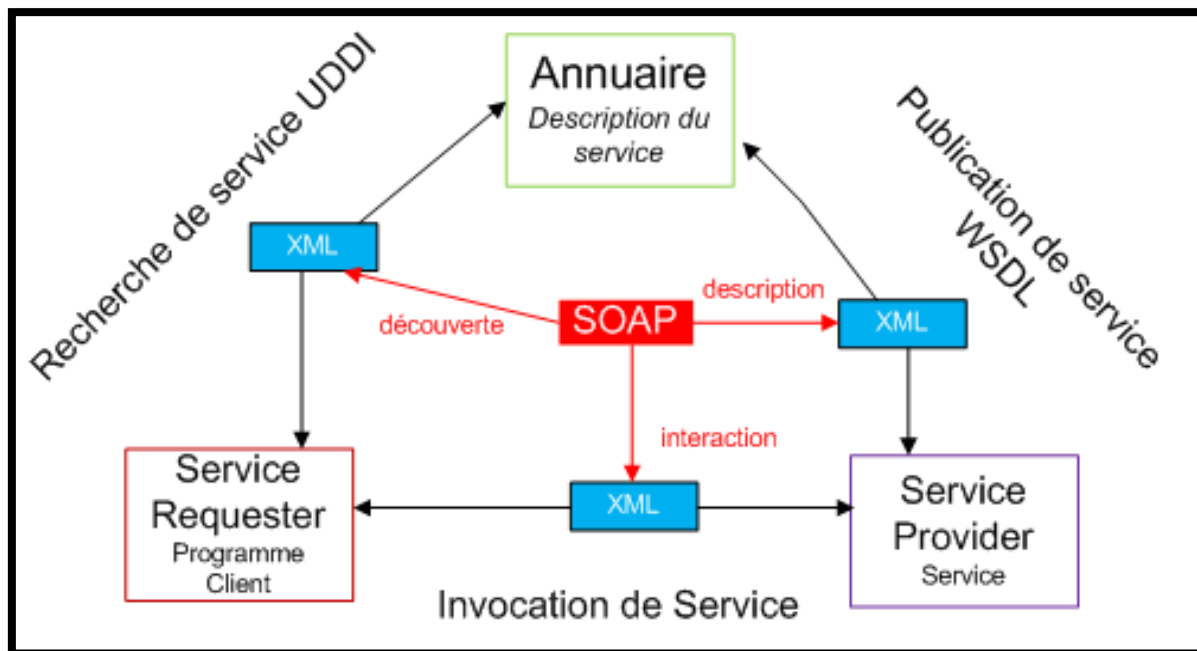 Annuaire
Description du
service
Recherche de service UDDI
Publication de service
WSDL
XML
découverte
SOAP
description
XML
interaction
XML
Service
Requester
Programme
Client
Service
Provider
Service
Invocation de Service